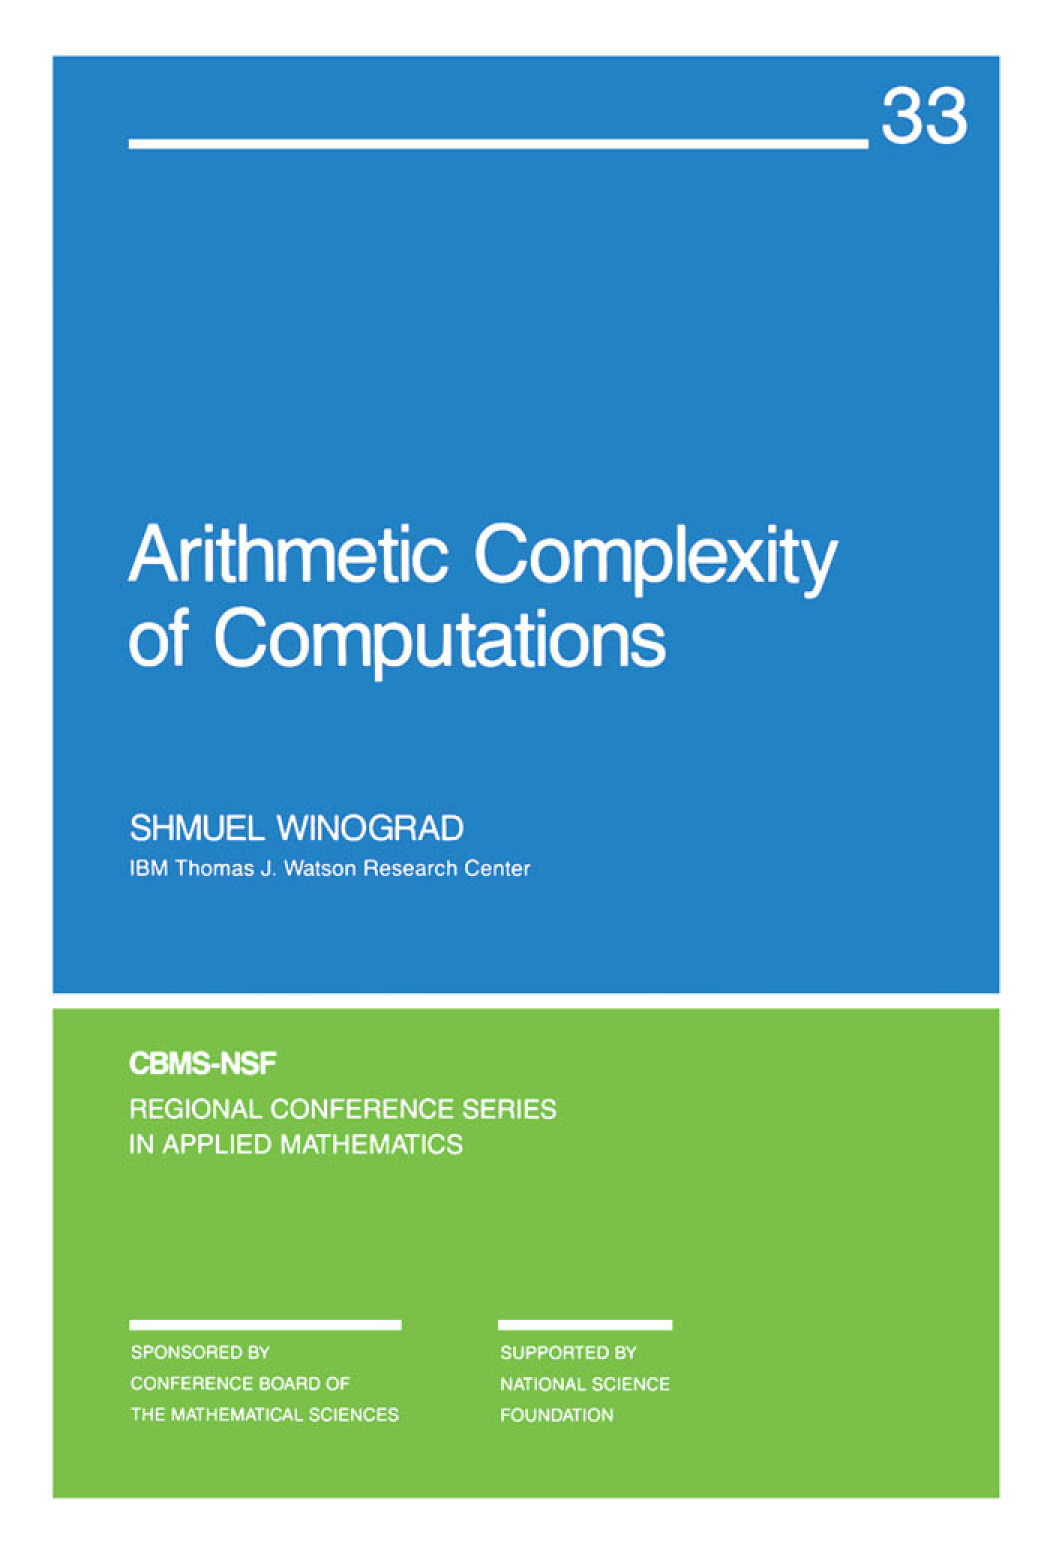 33
Arithmetic Complexity
of Computations
SHMUEL WINOGRAD
IBM Thomas J. Watson Research Center
CBMS-NSF
REGIONAL CONFERENCE SERIES
IN APPLIED MATHEMATICS
SPONSORED BY
CONFERENCE BOARD OF
THE MATHEMATICAL SCIENCES
SUPPORTED BY
NATIONAL SCIENCE
FOUNDATION